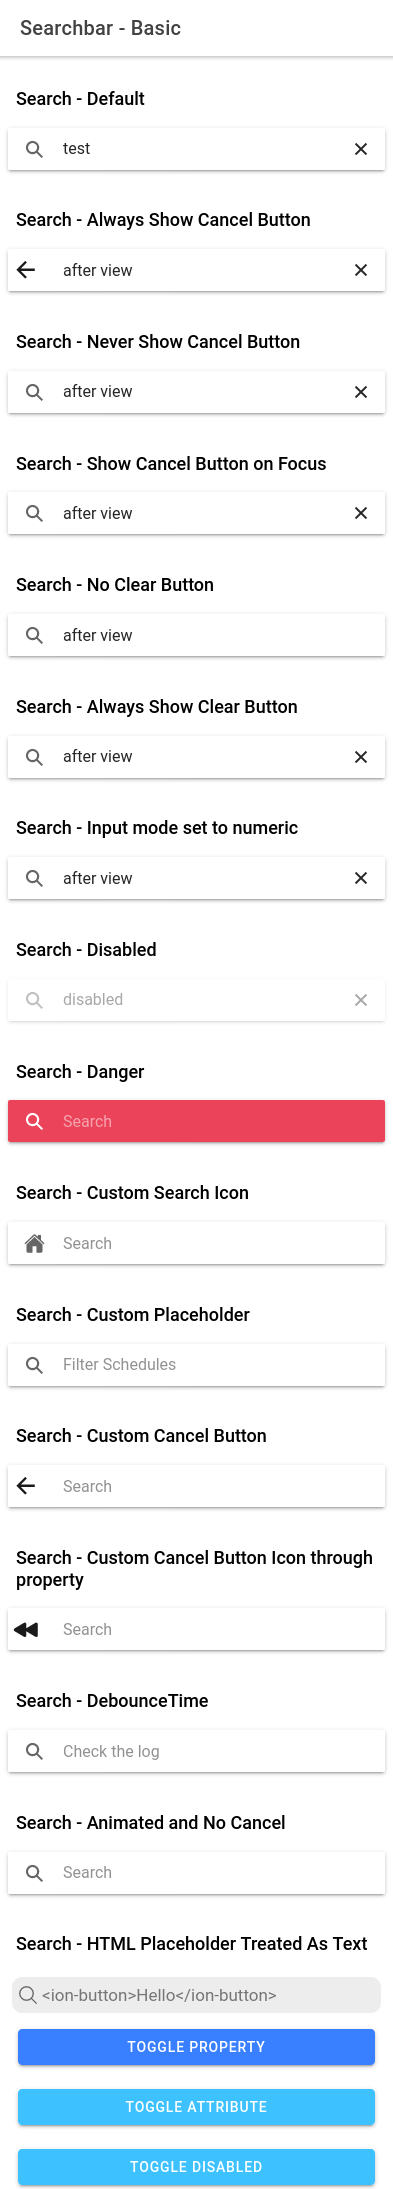 Searchbar - Basic
Search - Default
test
Search - Always Show Cancel Button
after view
Search - Never Show Cancel Button
after view
Search - Show Cancel Button on Focus
after view
Search - No Clear Button
after view
Search - Always Show Clear Button
after view
Search - Input mode set to numeric
after view
Search - Disabled
disabled
Search - Danger
Search
Search - Custom Search Icon
Search
Search - Custom Placeholder
Filter Schedules
Search - Custom Cancel Button
Search
Search - Custom Cancel Button Icon through
property
Search
Search - DebounceTime
Check the log
Search - Animated and No Cancel
Search
Search - HTML Placeholder Treated As Text
<ion-button>Hello</ion-button>
TOGGLE PROPERTY
TOGGLE ATTRIBUTE
TOGGLE DISABLED